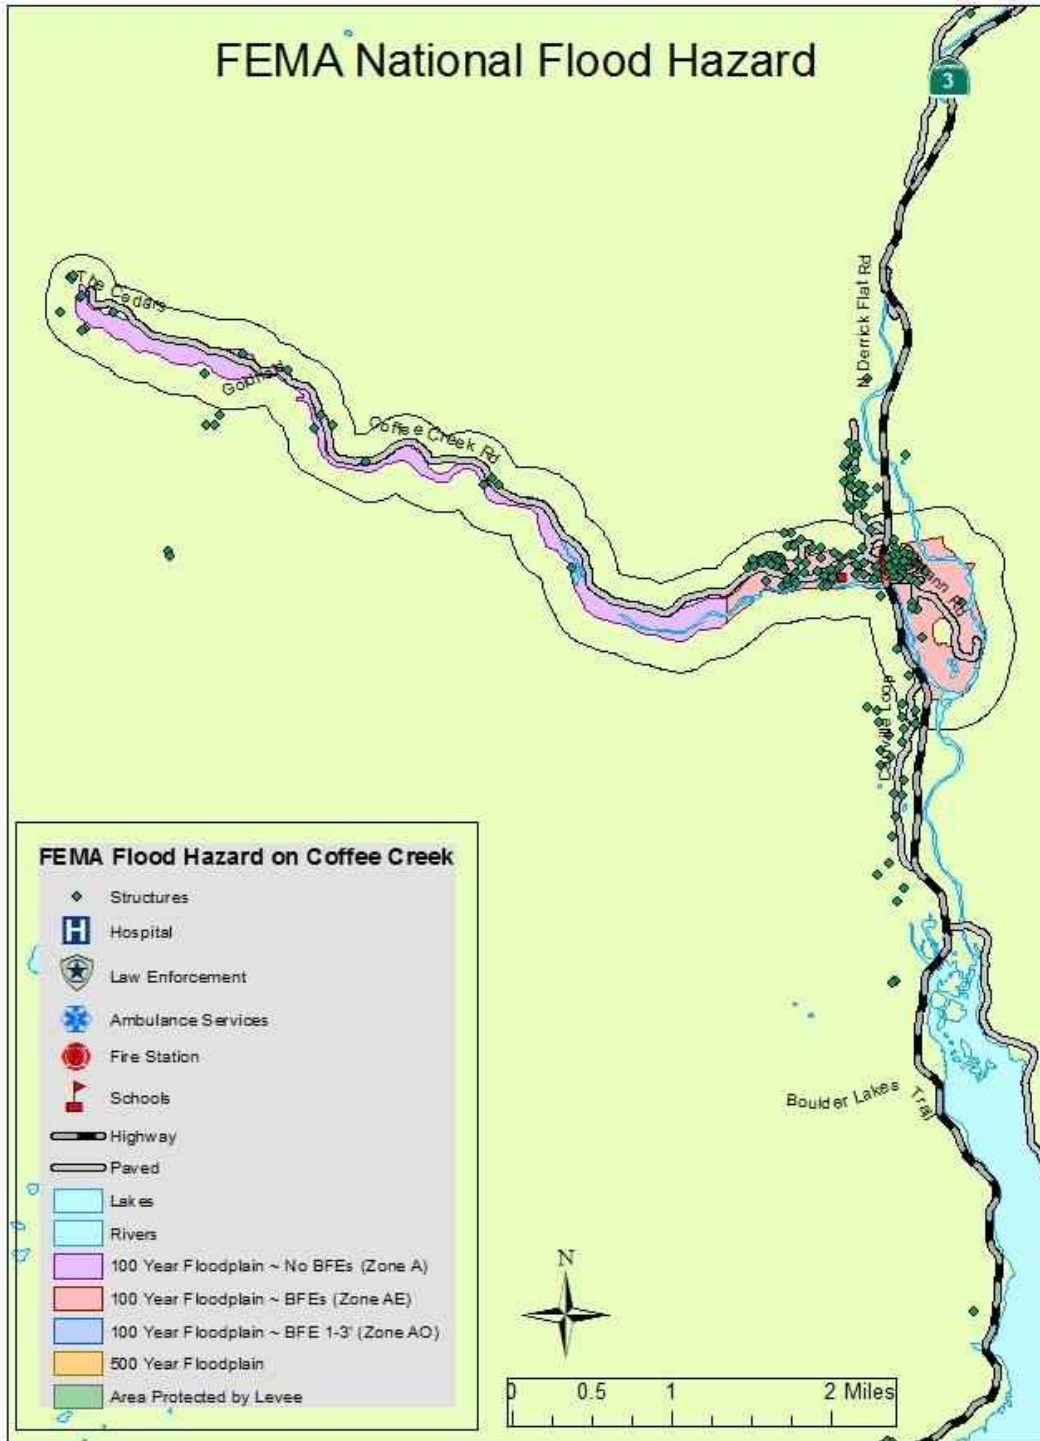 FEMA National Flood Hazard
3
N Derrick Flat Rd
The Cedars
Coffee Creek Rd
Boulder Lakes Trail
FEMA Flood Hazard on Coffee Creek
Structures
H
Hospital
Law Enforcement
Ambulance Services
Fire Station
Schools
Highway
Paved
Lakes
Rivers
100 Year Floodplain ~ No BFEs (Zone A)
100 Year Floodplain ~ BFEs (Zone AE)
100 Year Floodplain ~ BFE 1-3' (Zone AO)
500 Year Floodplain
Area Protected by Levee
N
0 0.5 1 2 Miles